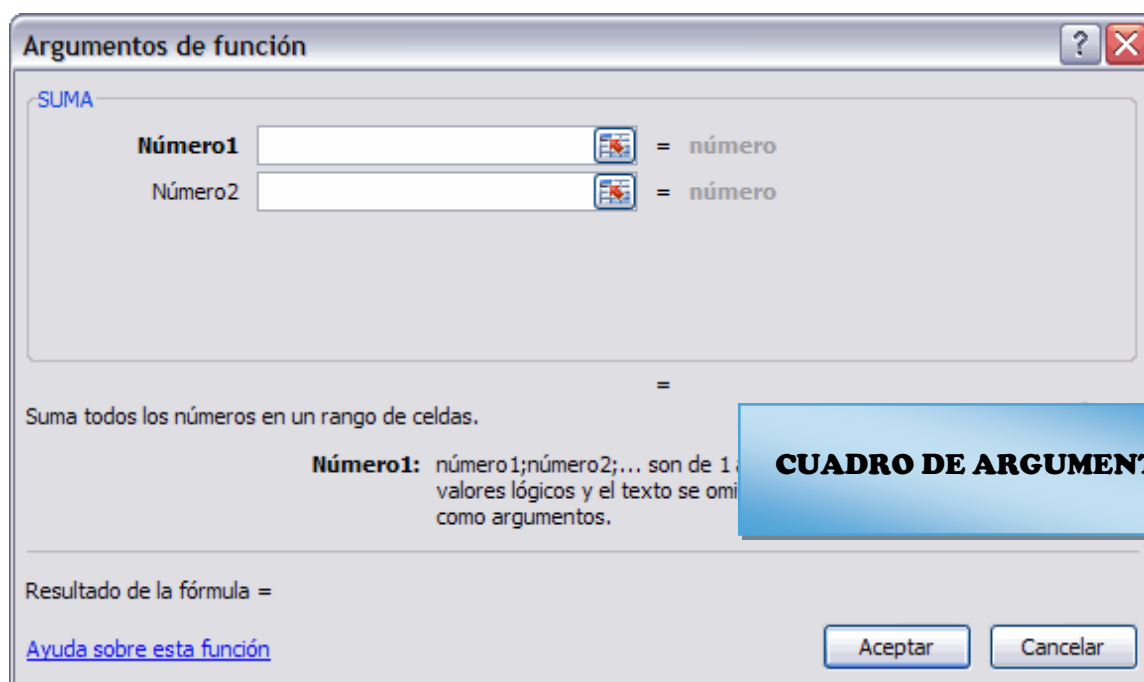 Argumentos de función
SUMA
Número1 = número
Número2 = número
=
Suma todos los números en un rango de celdas.
Número1: número1;número2;... son de 1
valores lógicos y el texto se
como argumentos.
CUADRO DE
Resultado de la fórmula =
Ayuda sobre esta función
Aceptar
Cancelar